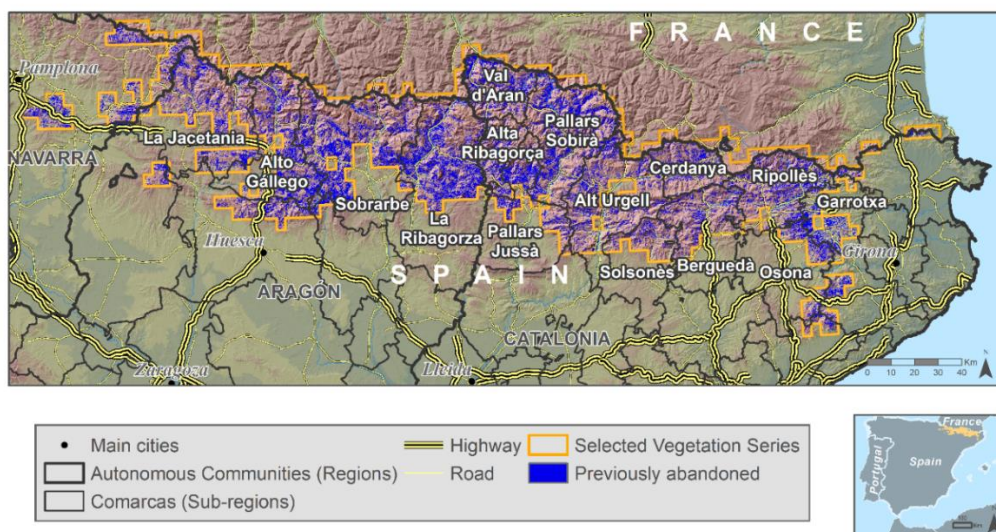 F R A N C E
Pamplona
Val
d'Aran
La Jacetania
Alta
Ribagorça
Pallars
Sobirà
NAVARRA
Alto
Gállego
Cerdanya
Ripollès
Sobrarbe
Alt Urgell
Garrotxa
La
Ribagorza
Pallars
Jussà
Huesca
Girona
S P A I N
Solsonès
Berguedà
Osona
ARAGÓN
CATALONIA
Zaragoza
Lleida
0 5 10 20 30 40 Km
N
Main cities
Highway
Selected Vegetation Series
Autonomous Communities (Regions)
Road
Previously abandoned
Comarcas (Sub-regions)
France
Portugal
Spain